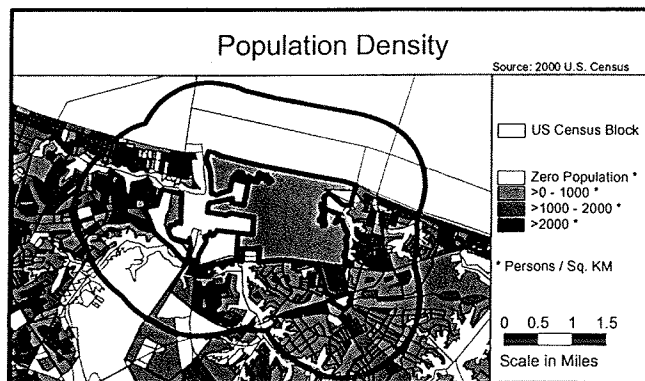 Population Density
Source: 2000 U.S. Census
US Census Block
Zero Population *
>0 - 1000 *
>1000 - 2000 *
>2000 *
* Persons / Sq. KM
0 0.5 1 1.5
Scale in Miles